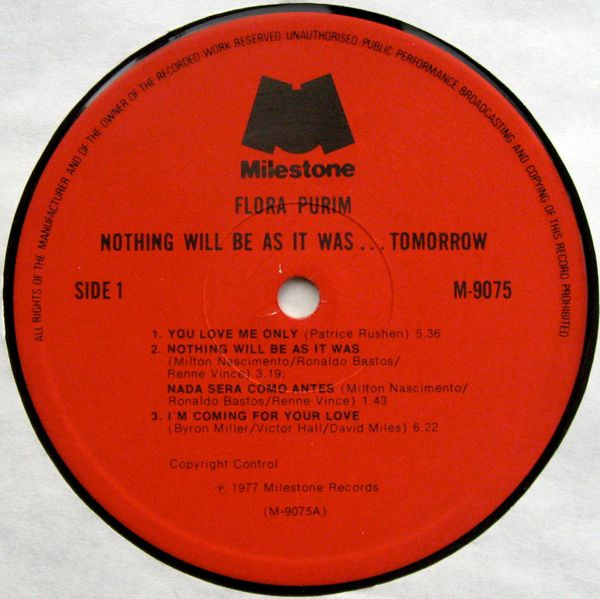 ALL RIGHTS OF THE MANUFACTURER AND OF THE OWNER OF THE RECORDED WORK RESERVED UNAUTHORISED PUBLIC PERFORMANCE BROADCASTING AND COPYING OF THIS RECORD PROHIBITED
Milestone
FLORA PURIM
NOTHING WILL BE AS IT WAS . . . TOMORROW
SIDE 1
M-9075
1. YOU LOVE ME ONLY (Patrice Rushen) 5.36
2. NOTHING WILL BE AS IT WAS
(Milton Nascimento/Ronaldo Bastos/
Renne Vince) 3.19;
NADA SERA COMO ANTES (Milton Nascimento/
Ronaldo Bastos/Renne Vince) 1 43
3. I'M COMING FOR YOUR LOVE
(Byron Miller/Victor Hall/David Miles) 6.22
Copyright Control
℗ 1977 Milestone Records
(M-9075A)